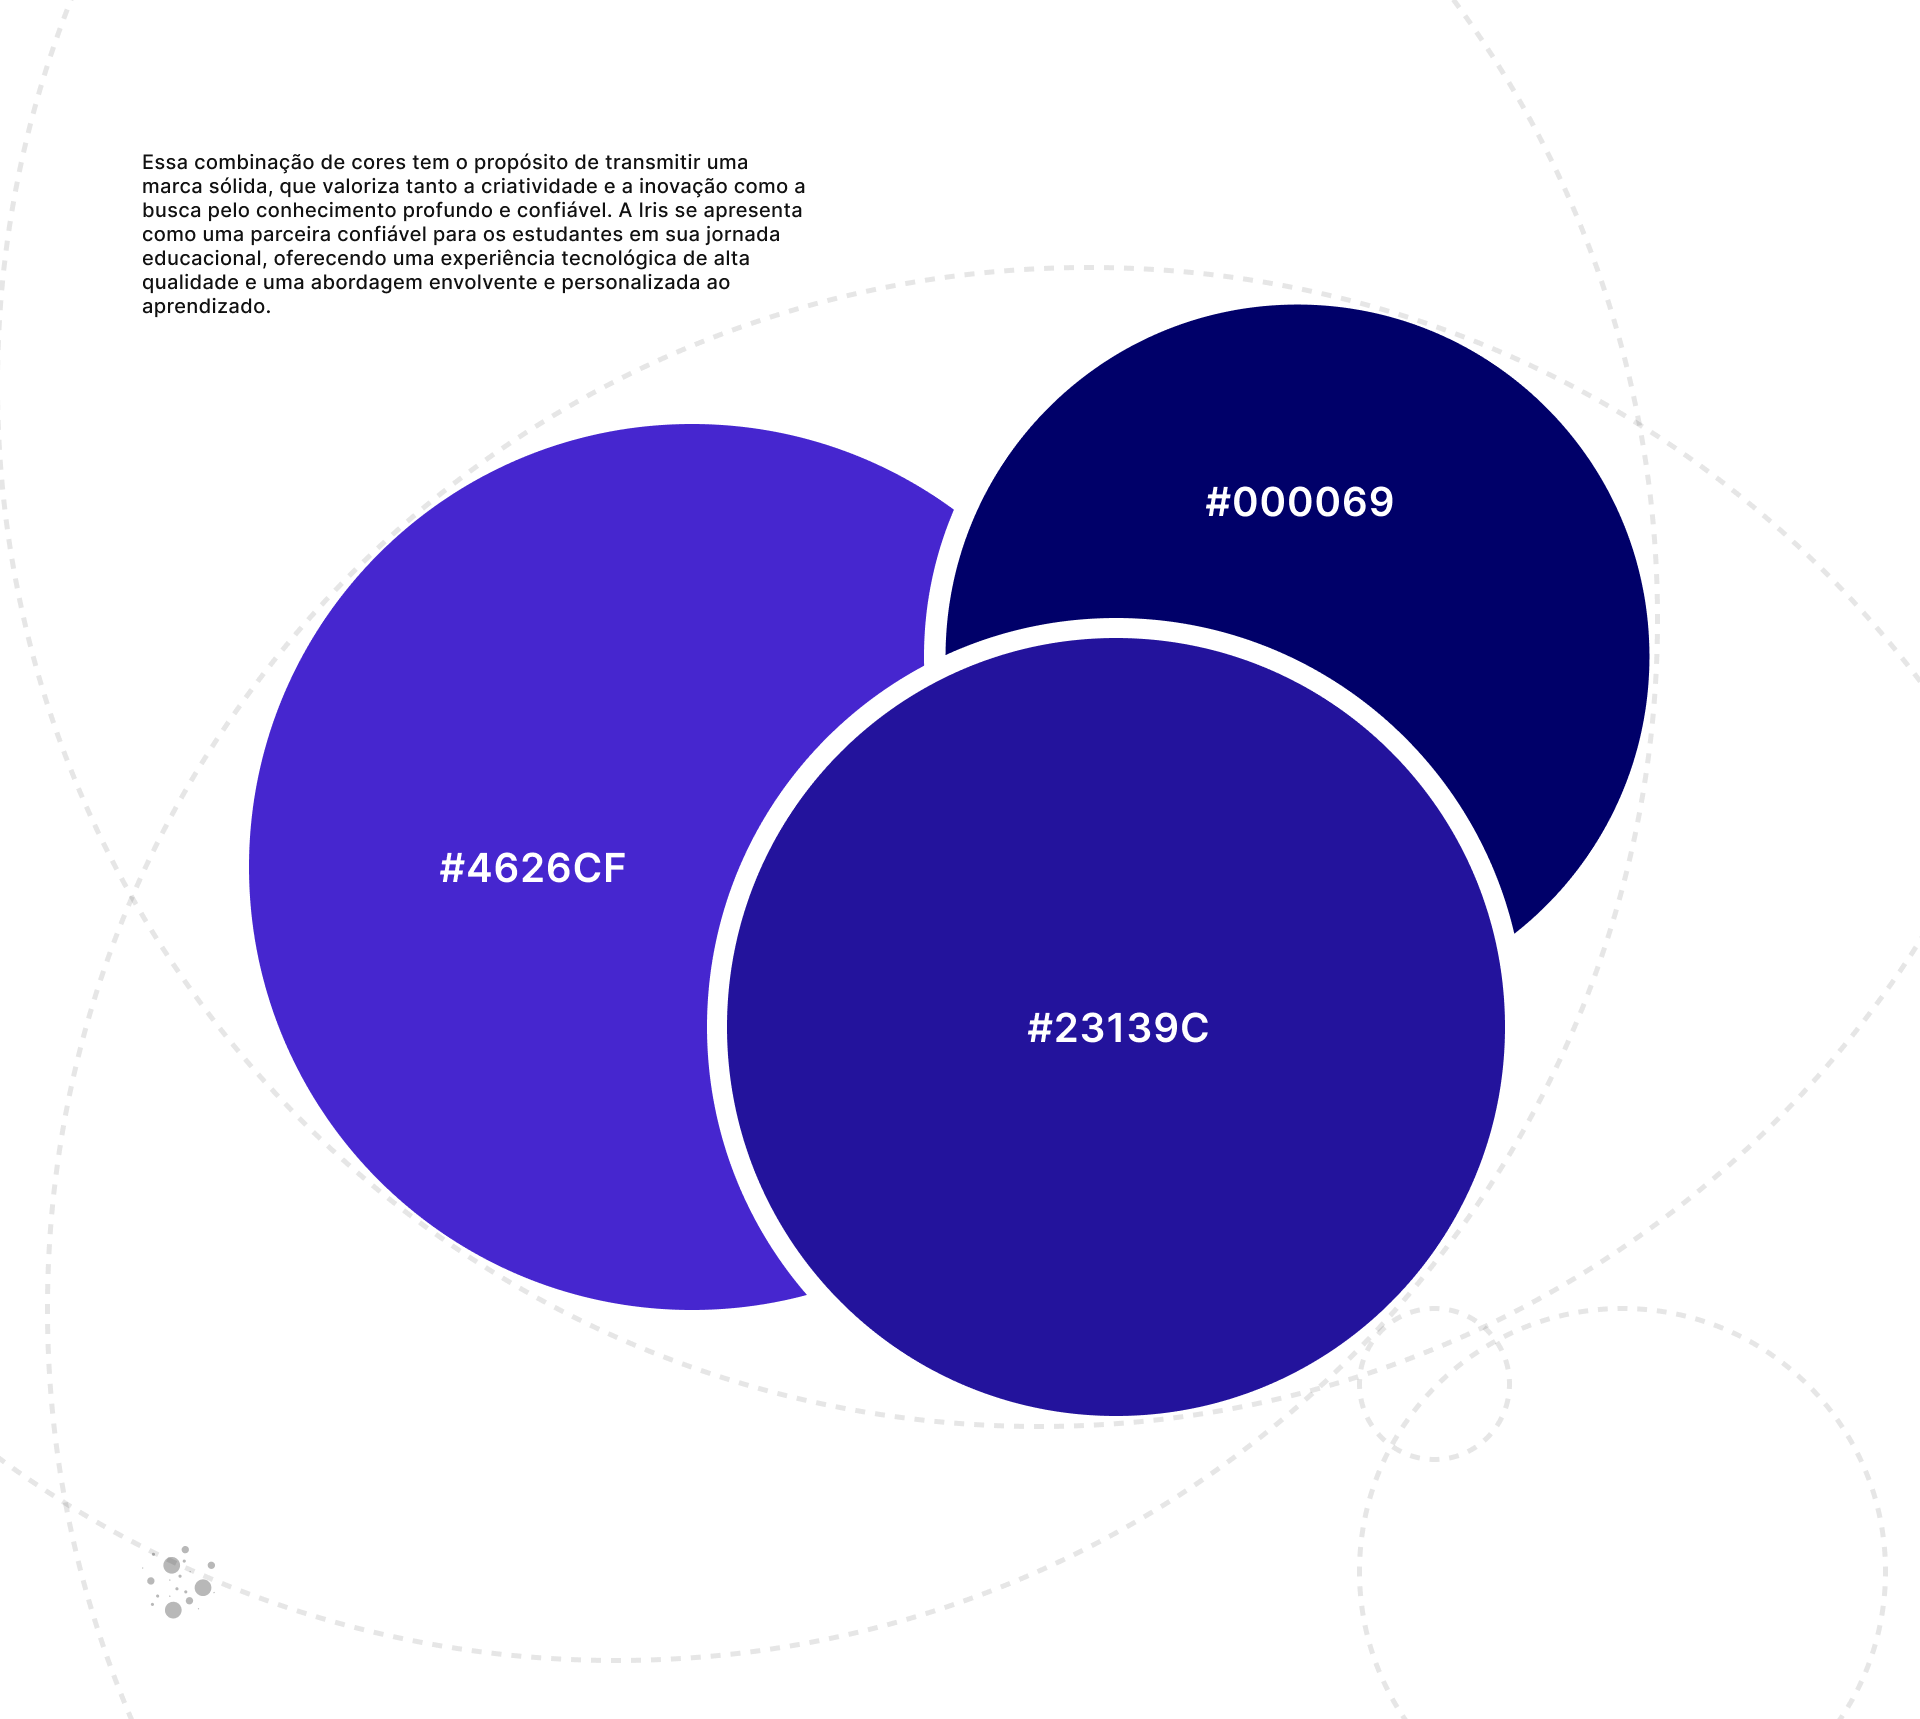 Essa combinação de cores tem o propósito de transmitir uma
marca sólida, que valoriza tanto a criatividade e a inovação como a
busca pelo conhecimento profundo e confiável. A Iris se apresenta
como uma parceira confiável para os estudantes em sua jornada
educacional, oferecendo uma experiência tecnológica de alta
qualidade e uma abordagem envolvente e personalizada ao
aprendizado.
#000069
#4626CF
#23139C